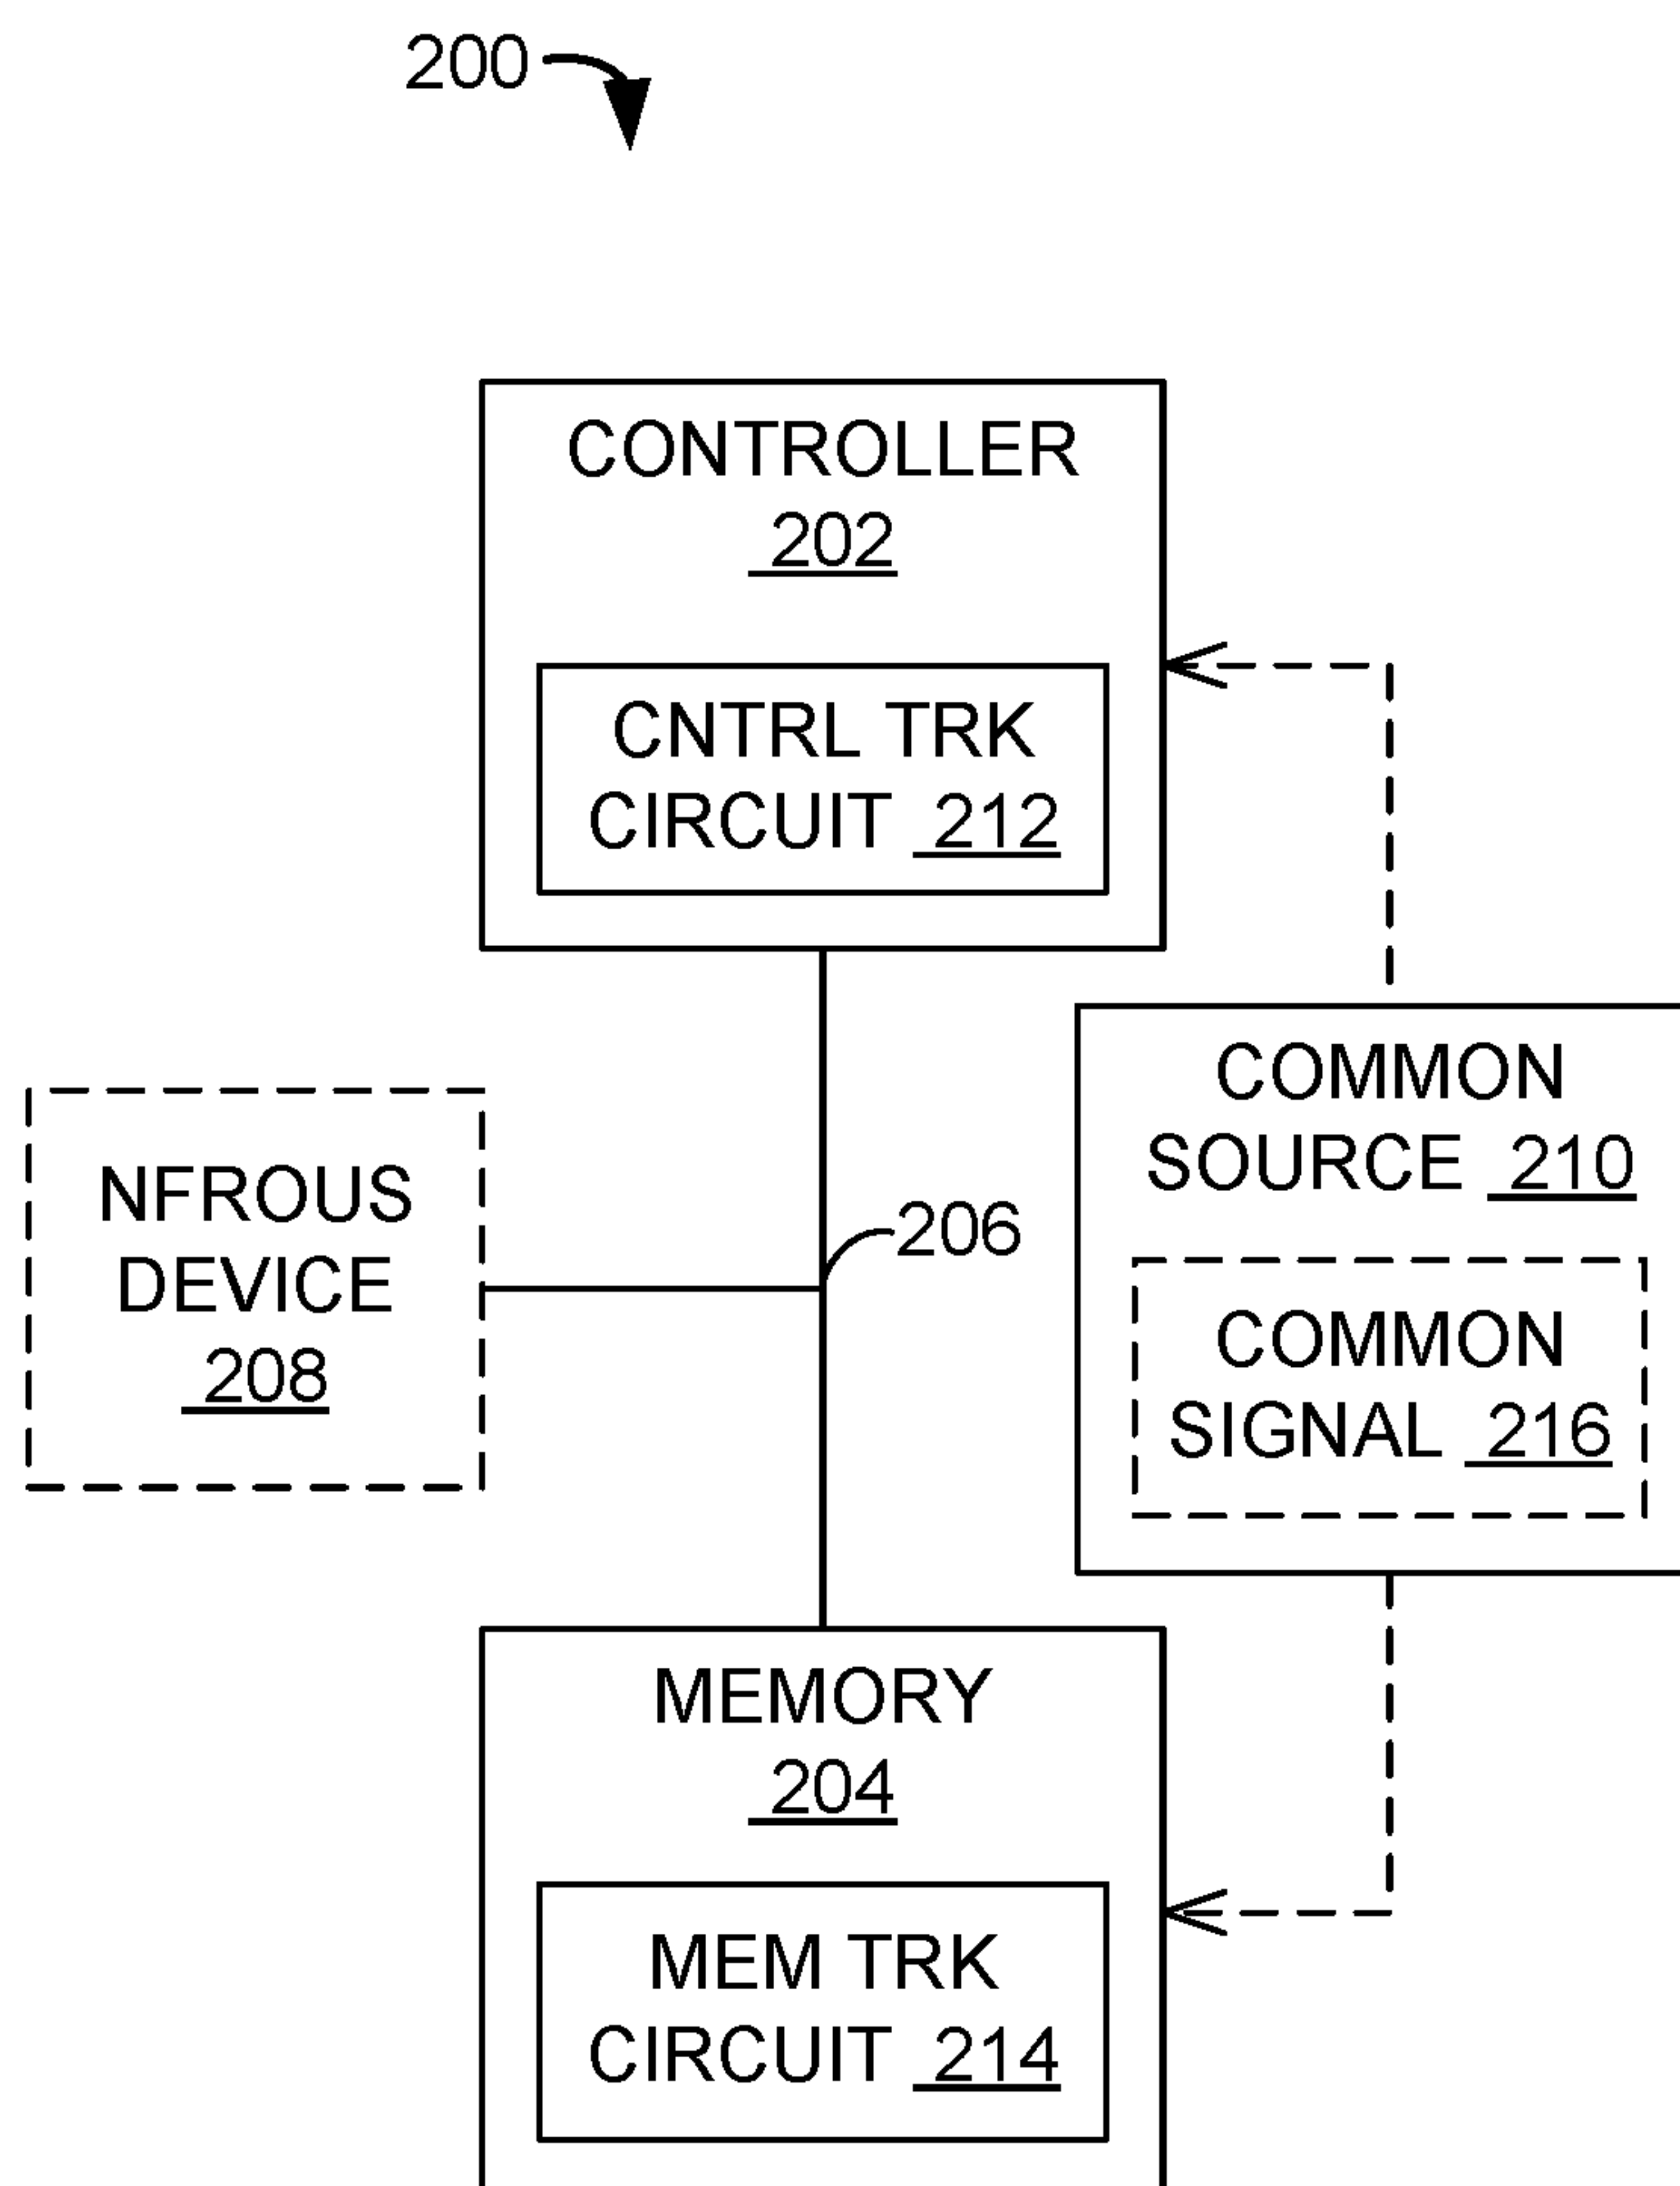 200
CONTROLLER
202
CNTRL TRK
CIRCUIT 212
COMMON
SOURCE 210
NFROUS
DEVICE
208
206
COMMON
SIGNAL 216
MEMORY
204
MEM TRK
CIRCUIT 214